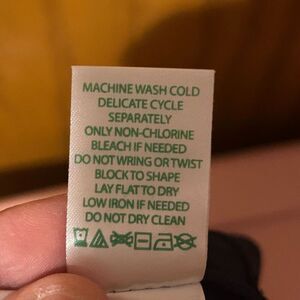 MACHINE WASH COLD
DELICATE CYCLE
SEPARATELY
ONLY NON-CHLORINE
BLEACH IF NEEDED
DO NOT WRING OR TWIST
BLOCK TO SHAPE
LAY FLAT TO DRY
LOW IRON IF NEEDED
DO NOT DRY CLEAN